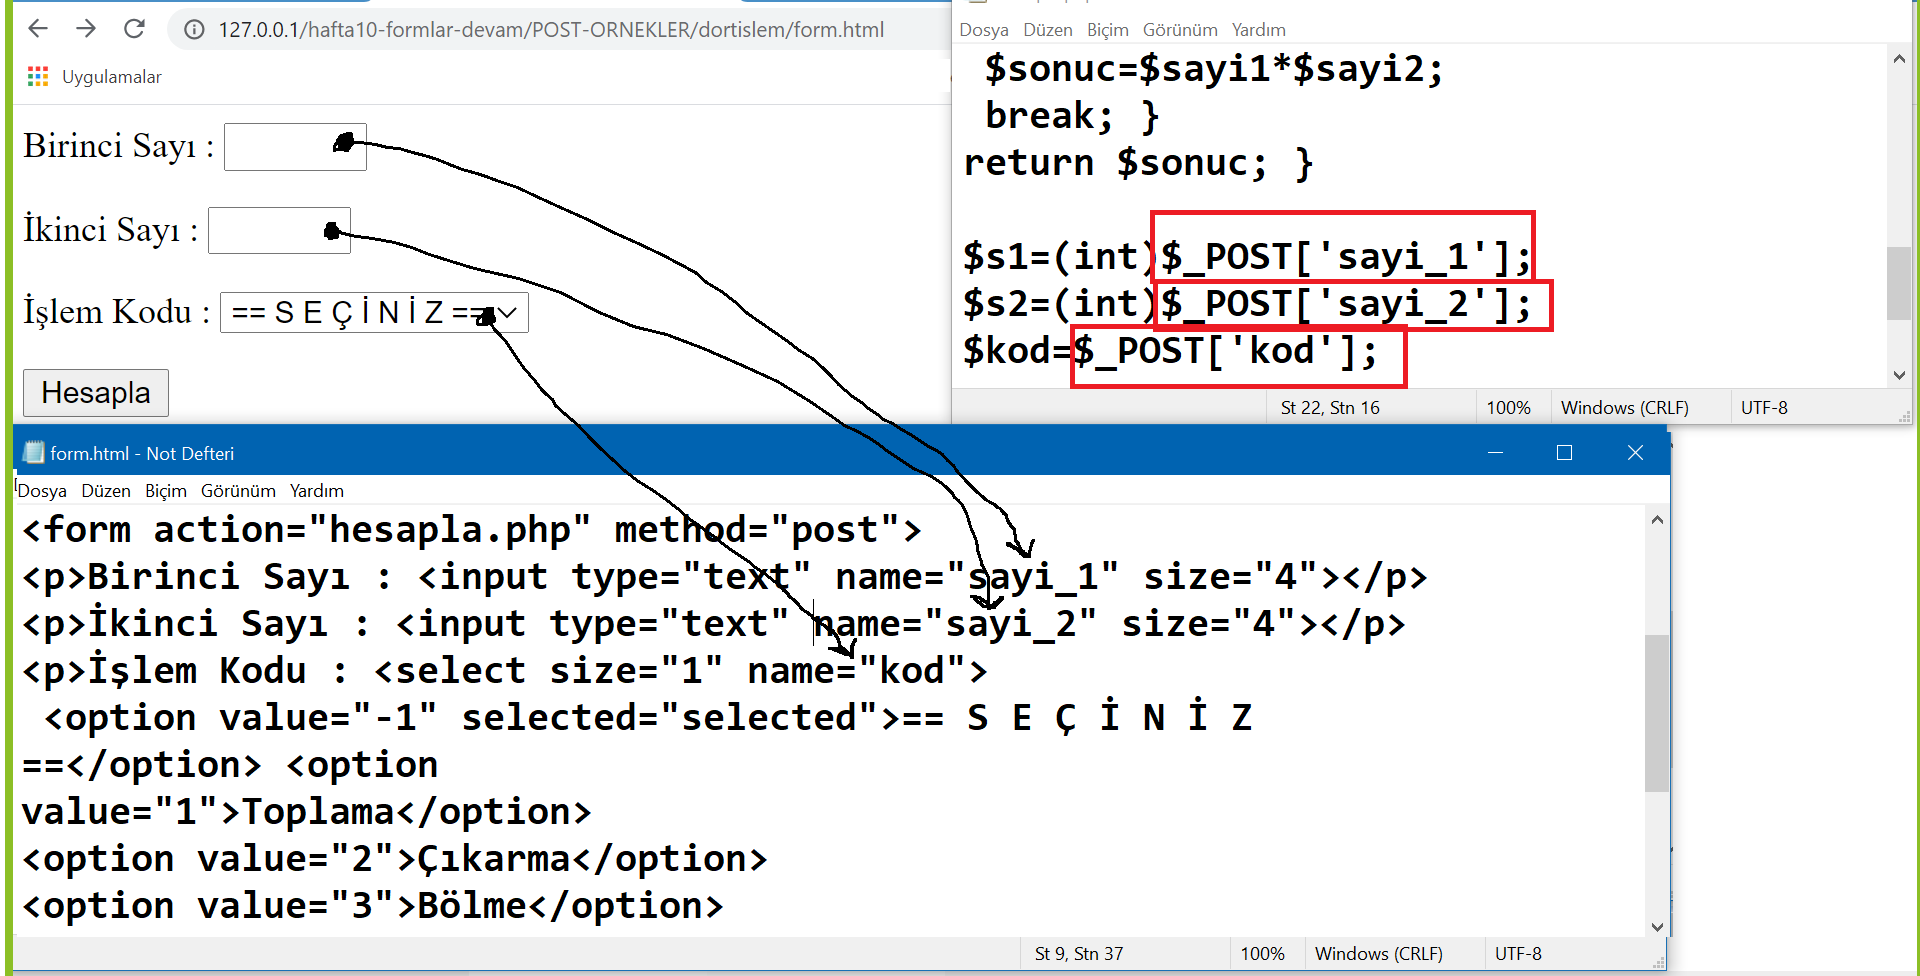 127.0.0.1/hafta10-formlar-devam/POST-ORNEKLER/dortislem/form.html
Uygulamalar
Birinci Sayı :
İkinci Sayı :
İşlem Kodu : == S E Ç İ N İ Z ==
Hesapla
Dosya Düzen Biçim Görünüm Yardım
$sonuc=$sayi1*$sayi2;
break; }
return $sonuc; }
$s1=(int)$_POST['sayi_1'];
$s2=(int)$_POST['sayi_2'];
$kod=$_POST['kod'];
St 22, Stn 16 100% Windows (CRLF) UTF-8
form.html - Not Defteri
Dosya Düzen Biçim Görünüm Yardım
<form action="hesapla.php" method="post">
<p>Birinci Sayı : <input type="text" name="sayi_1" size="4"></p>
<p>İkinci Sayı : <input type="text" name="sayi_2" size="4"></p>
<p>İşlem Kodu : <select size="1" name="kod">
<option value="-1" selected="selected">== S E Ç İ N İ Z
==</option> <option
value="1">Toplama</option>
<option value="2">Çıkarma</option>
<option value="3">Bölme</option>
St 9, Stn 37 100% Windows (CRLF) UTF-8